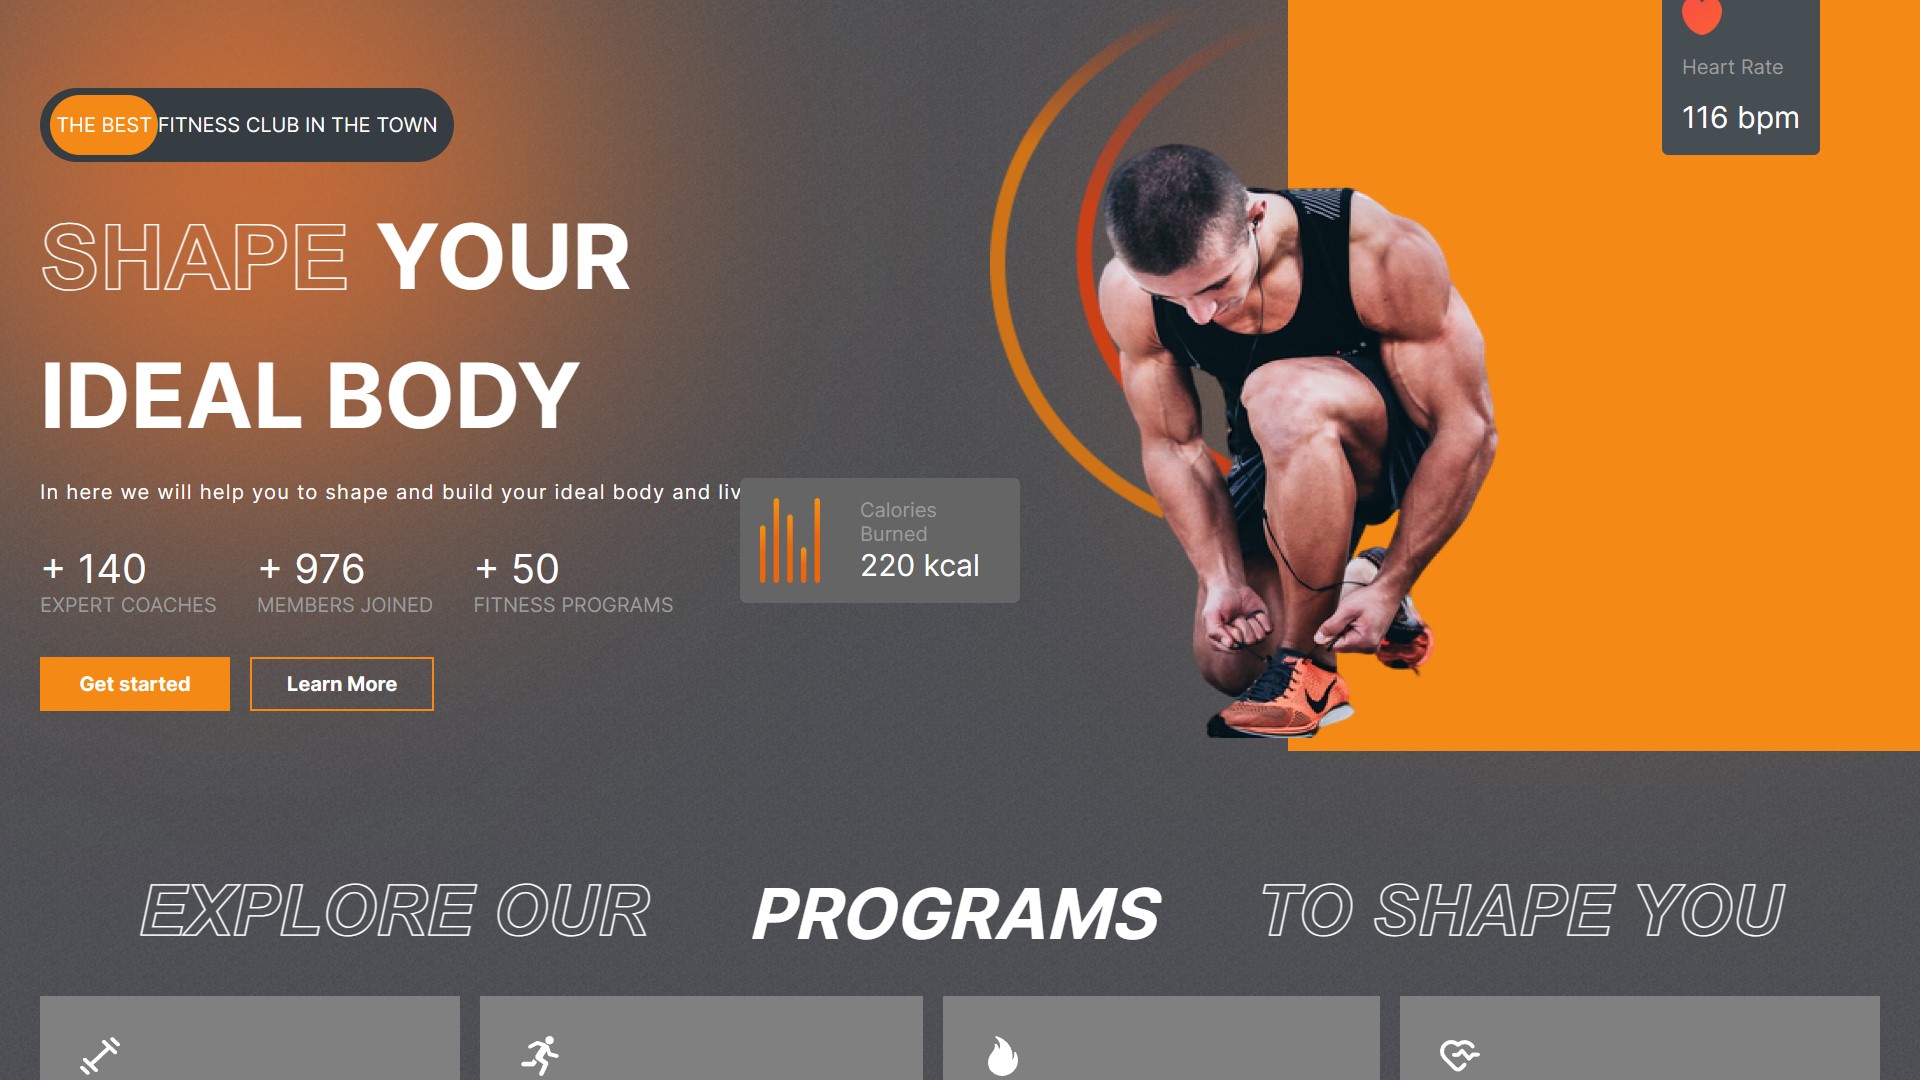 Heart Rate
116 bpm
THE BEST FITNESS CLUB IN THE TOWN
SHAPE YOUR
IDEAL BODY
In here we will help you to shape and build your ideal body and
Calories
Burned
220 kcal
+ 140
EXPERT COACHES
+ 976
MEMBERS JOINED
+ 50
FITNESS PROGRAMS
Get started
Learn More
EXPLORE OUR PROGRAMS TO SHAPE YOU